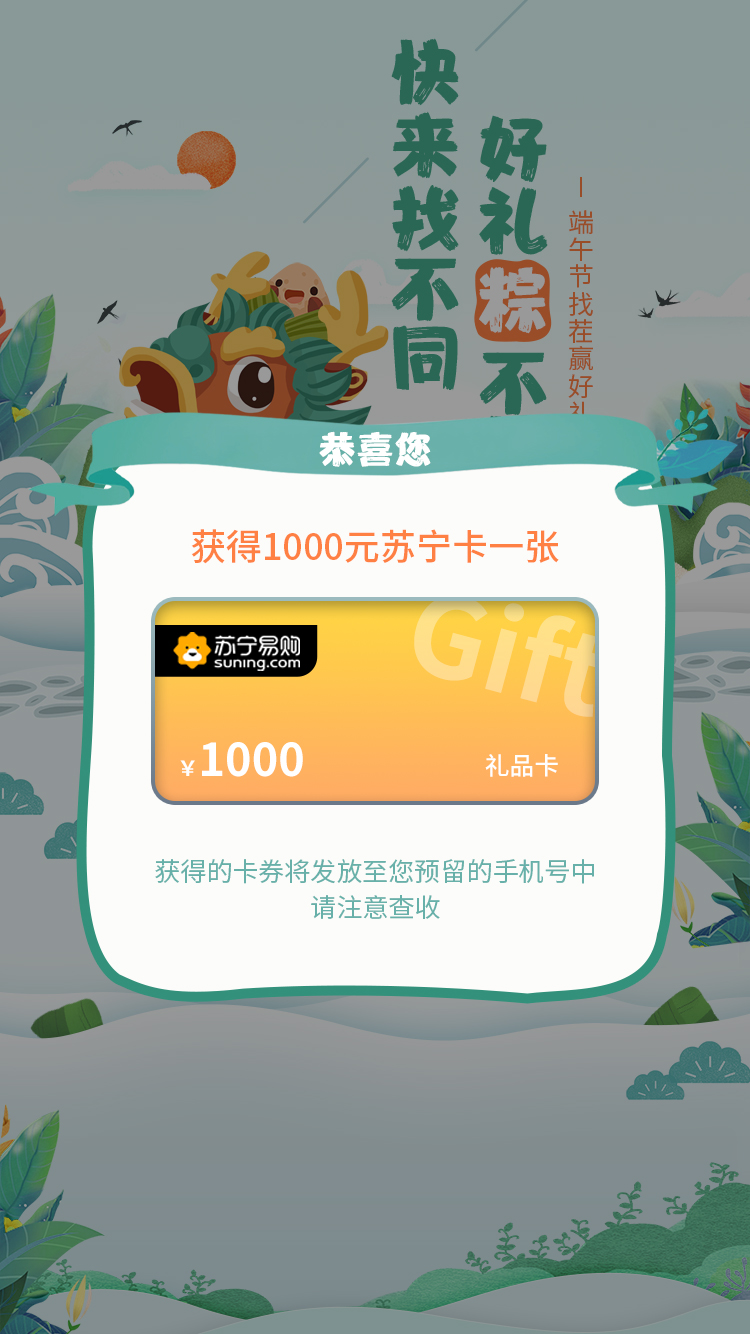 快来找不同
好礼粽不
端午节找茬赢好礼
恭喜您
获得1000元苏宁卡一张
Gift
苏宁易购
suning.com
¥1000
礼品卡
获得的卡券将发放至您预留的手机号中
请注意查收